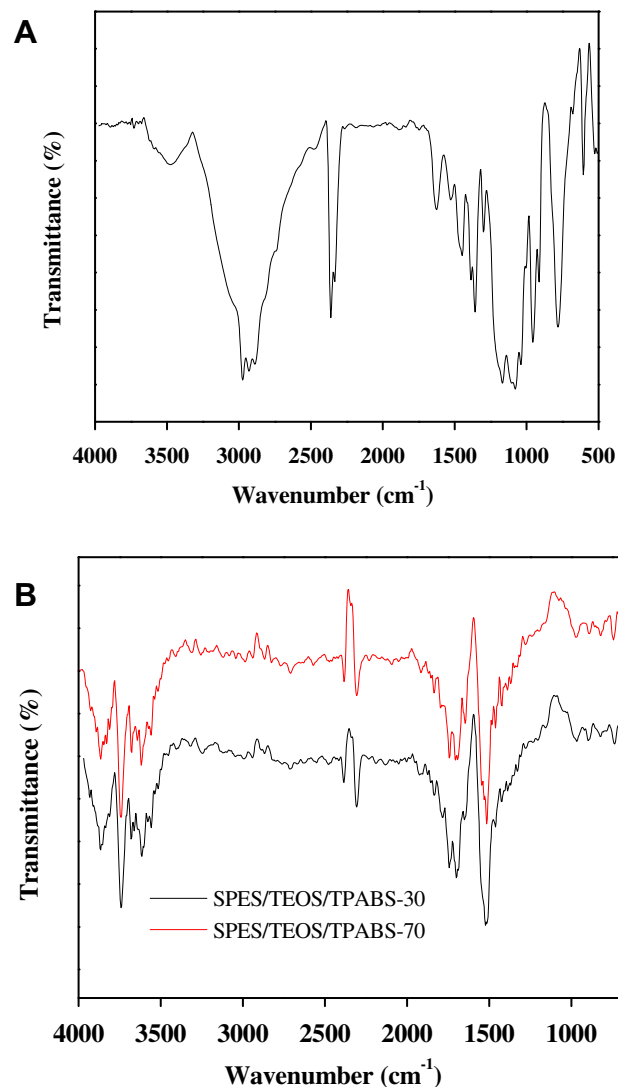 A
Transmittance (%)
4000 3500 3000 2500 2000 1500 1000 500
Wavenumber (cm-1)
B
Transmittance (%)
SPES/TEOS/TPABS-30
SPES/TEOS/TPABS-70
4000 3500 3000 2500 2000 1500 1000
Wavenumber (cm-1)